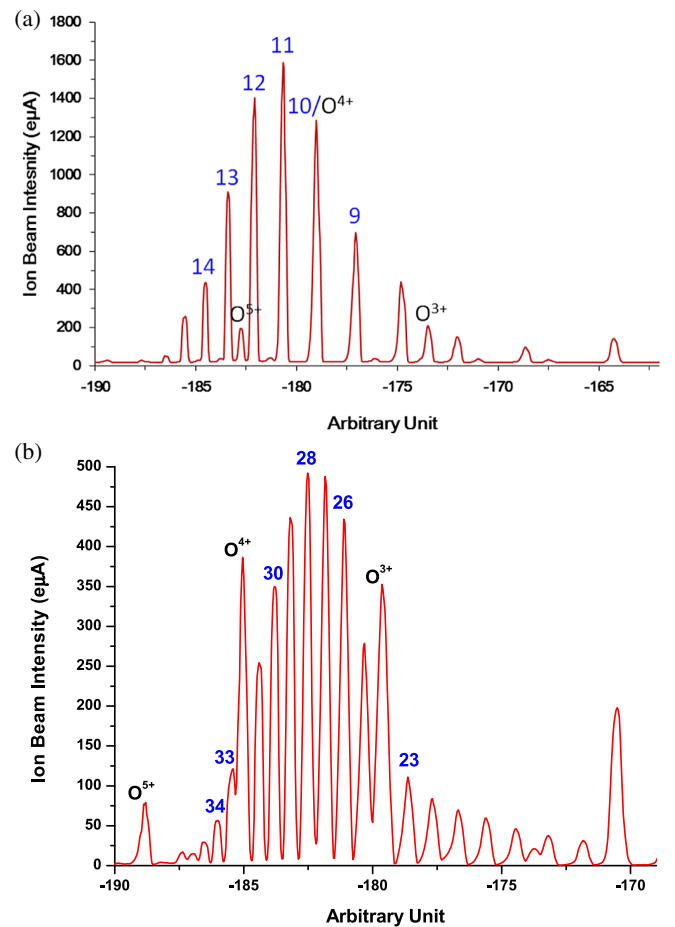 (a)
1800
1600
1400
1200
1000
800
600
400
200
0
Ion Beam Intesnity (eμA)
11
12
10/O⁴⁺
13
9
14
O⁵⁺
O³⁺
-190 -185 -180 -175 -170 -165
Arbitrary Unit
(b)
500
450
400
350
300
250
200
150
100
50
0
Ion Beam Intensity (eμA)
28
26
O⁴⁺
30
O³⁺
33
23
O⁵⁺
34
-190 -185 -180 -175 -170
Arbitrary Unit